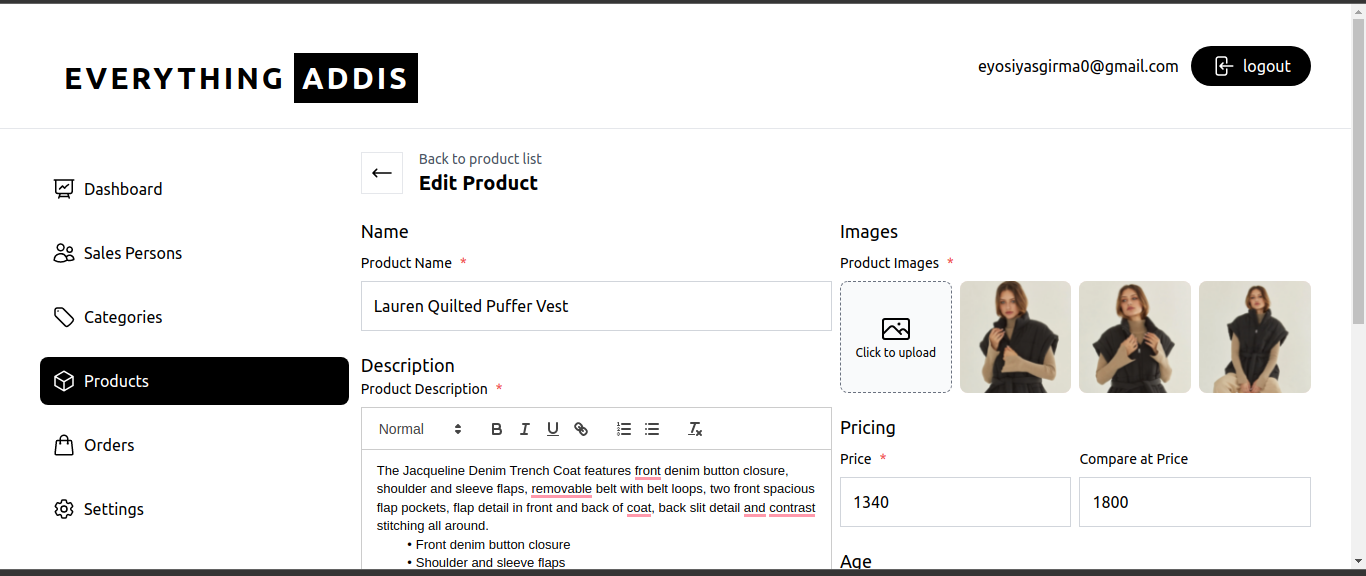 EVERYTHING ADDIS
eyosiyasgirma0@gmail.com
logout
Dashboard
Sales Persons
Categories
Products
Orders
Settings
Back to product list
Edit Product
Name
Product Name *
Lauren Quilted Puffer Vest
Description
Product Description *
Normal
B I U
The Jacqueline Denim Trench Coat features front denim button closure,
shoulder and sleeve flaps, removable belt with belt loops, two front spacious
flap pockets, flap detail in front and back of coat, back slit detail and contrast
stitching all around.
• Front denim button closure
• Shoulder and sleeve flaps
Images
Product Images *
Click to upload
Pricing
Price *
Compare at Price
1340
1800
Age